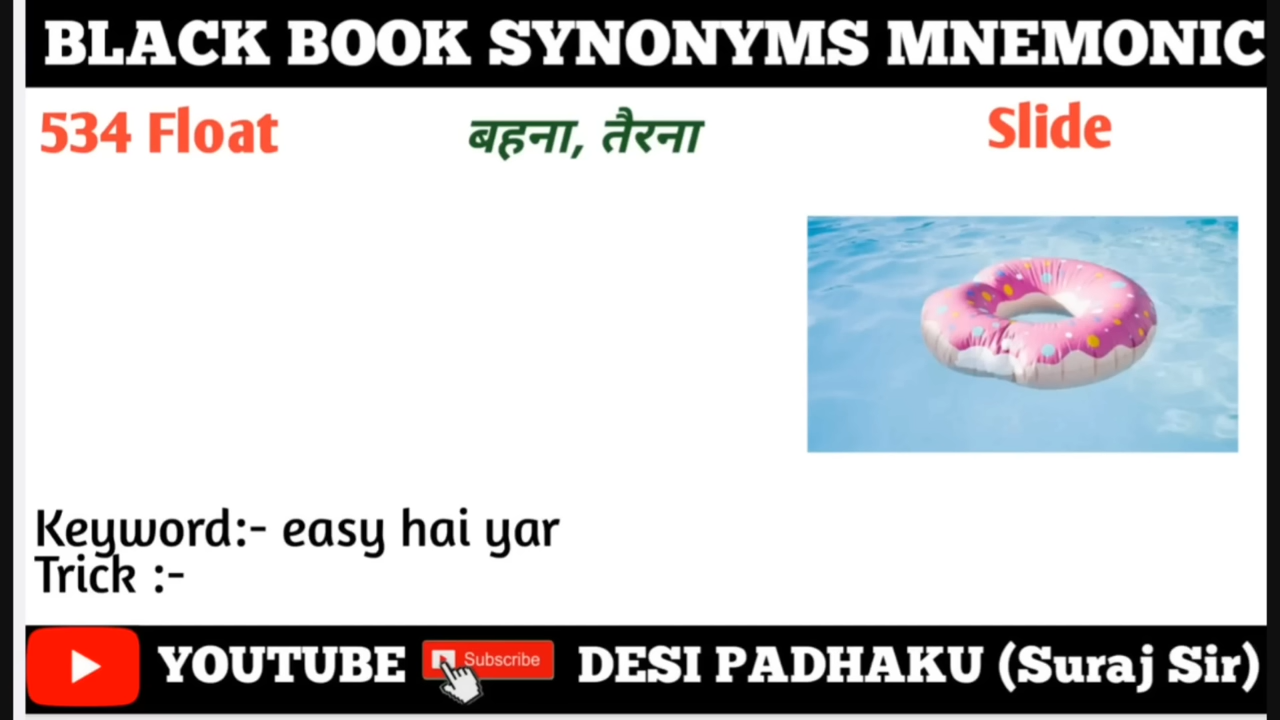 BLACK BOOK SYNONYMS MNEMONIC
534 Float बहना, तैरना Slide
Keyword:- easy hai yar
Trick :-
YOUTUBE Subscribe DESI PADHAKU (Suraj Sir)